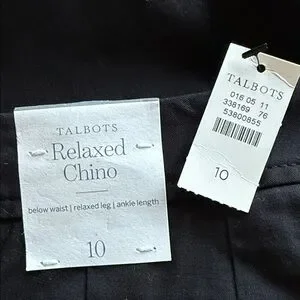 TALBOTS
Relaxed
Chino
below waist | relaxed leg | ankle length
10
TALBOTS
016 05 11
338169 76
53800855
10